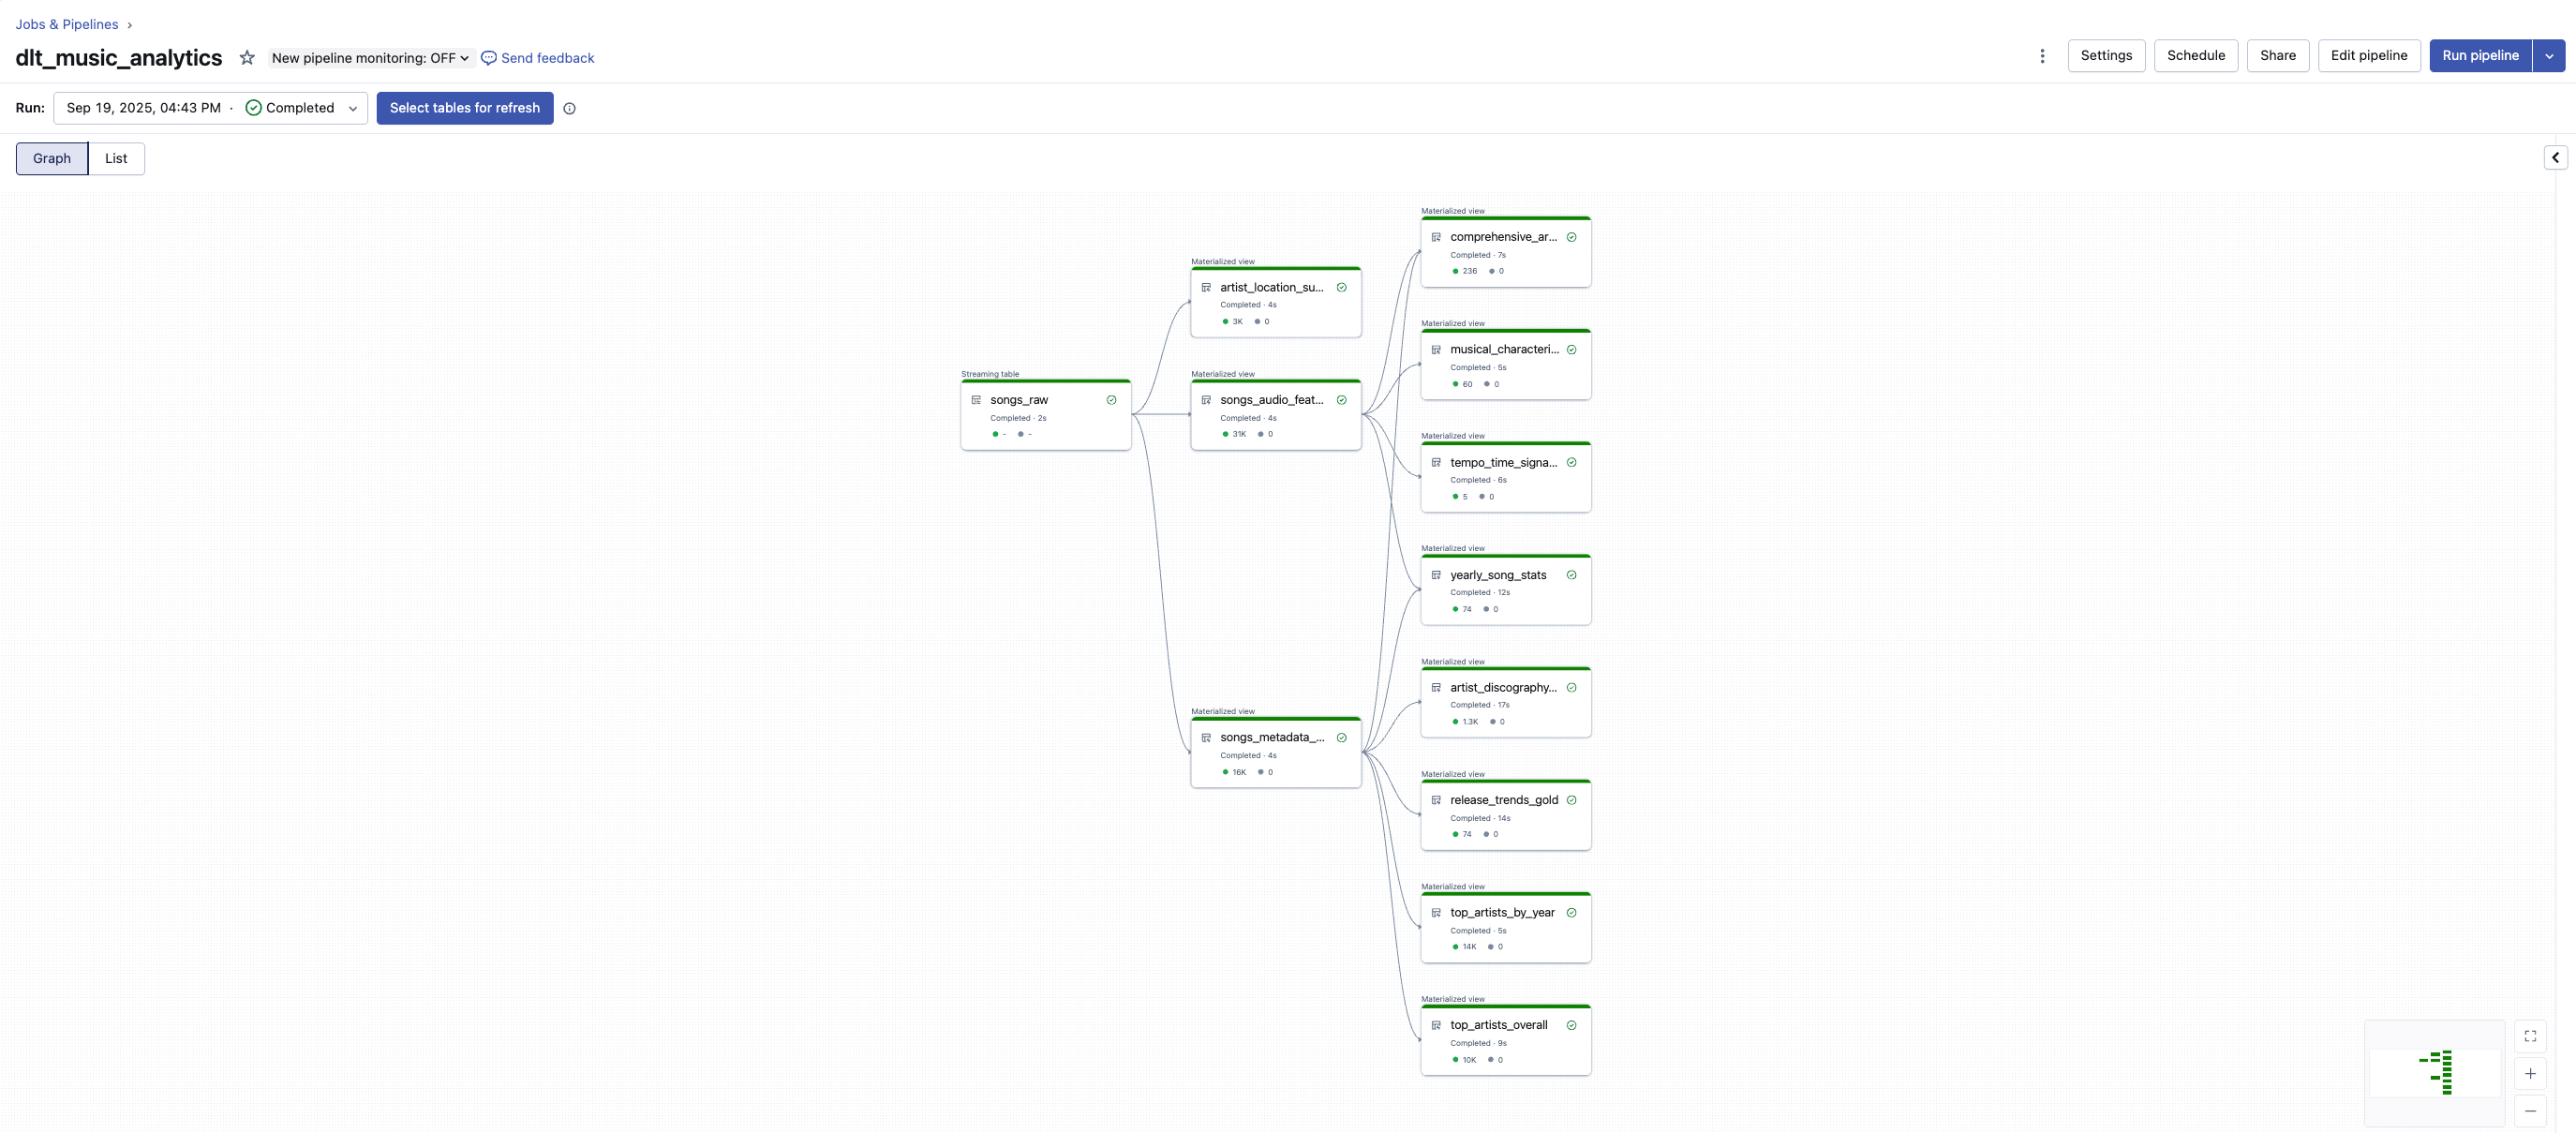 Jobs & Pipelines ›
dlt_music_analytics New pipeline monitoring: OFF Send feedback Settings Schedule Share Edit pipeline Run pipeline
Run: Sep 19, 2025, 04:43 PM · Completed Select tables for refresh
Graph List
Streaming table
songs_raw
Completed · 2s
- -
Materialized view
artist_location_su...
Completed · 4s
3K 0
Materialized view
songs_audio_feat...
Completed · 4s
31K 0
Materialized view
songs_metadata_...
Completed · 4s
16K 0
Materialized view
comprehensive_ar...
Completed · 7s
236 0
Materialized view
musical_characteri...
Completed · 5s
60 0
Materialized view
tempo_time_signa...
Completed · 6s
5 0
Materialized view
yearly_song_stats
Completed · 12s
74 0
Materialized view
artist_discography...
Completed · 17s
1.3K 0
Materialized view
release_trends_gold
Completed · 14s
74 0
Materialized view
top_artists_by_year
Completed · 5s
14K 0
Materialized view
top_artists_overall
Completed · 9s
10K 0